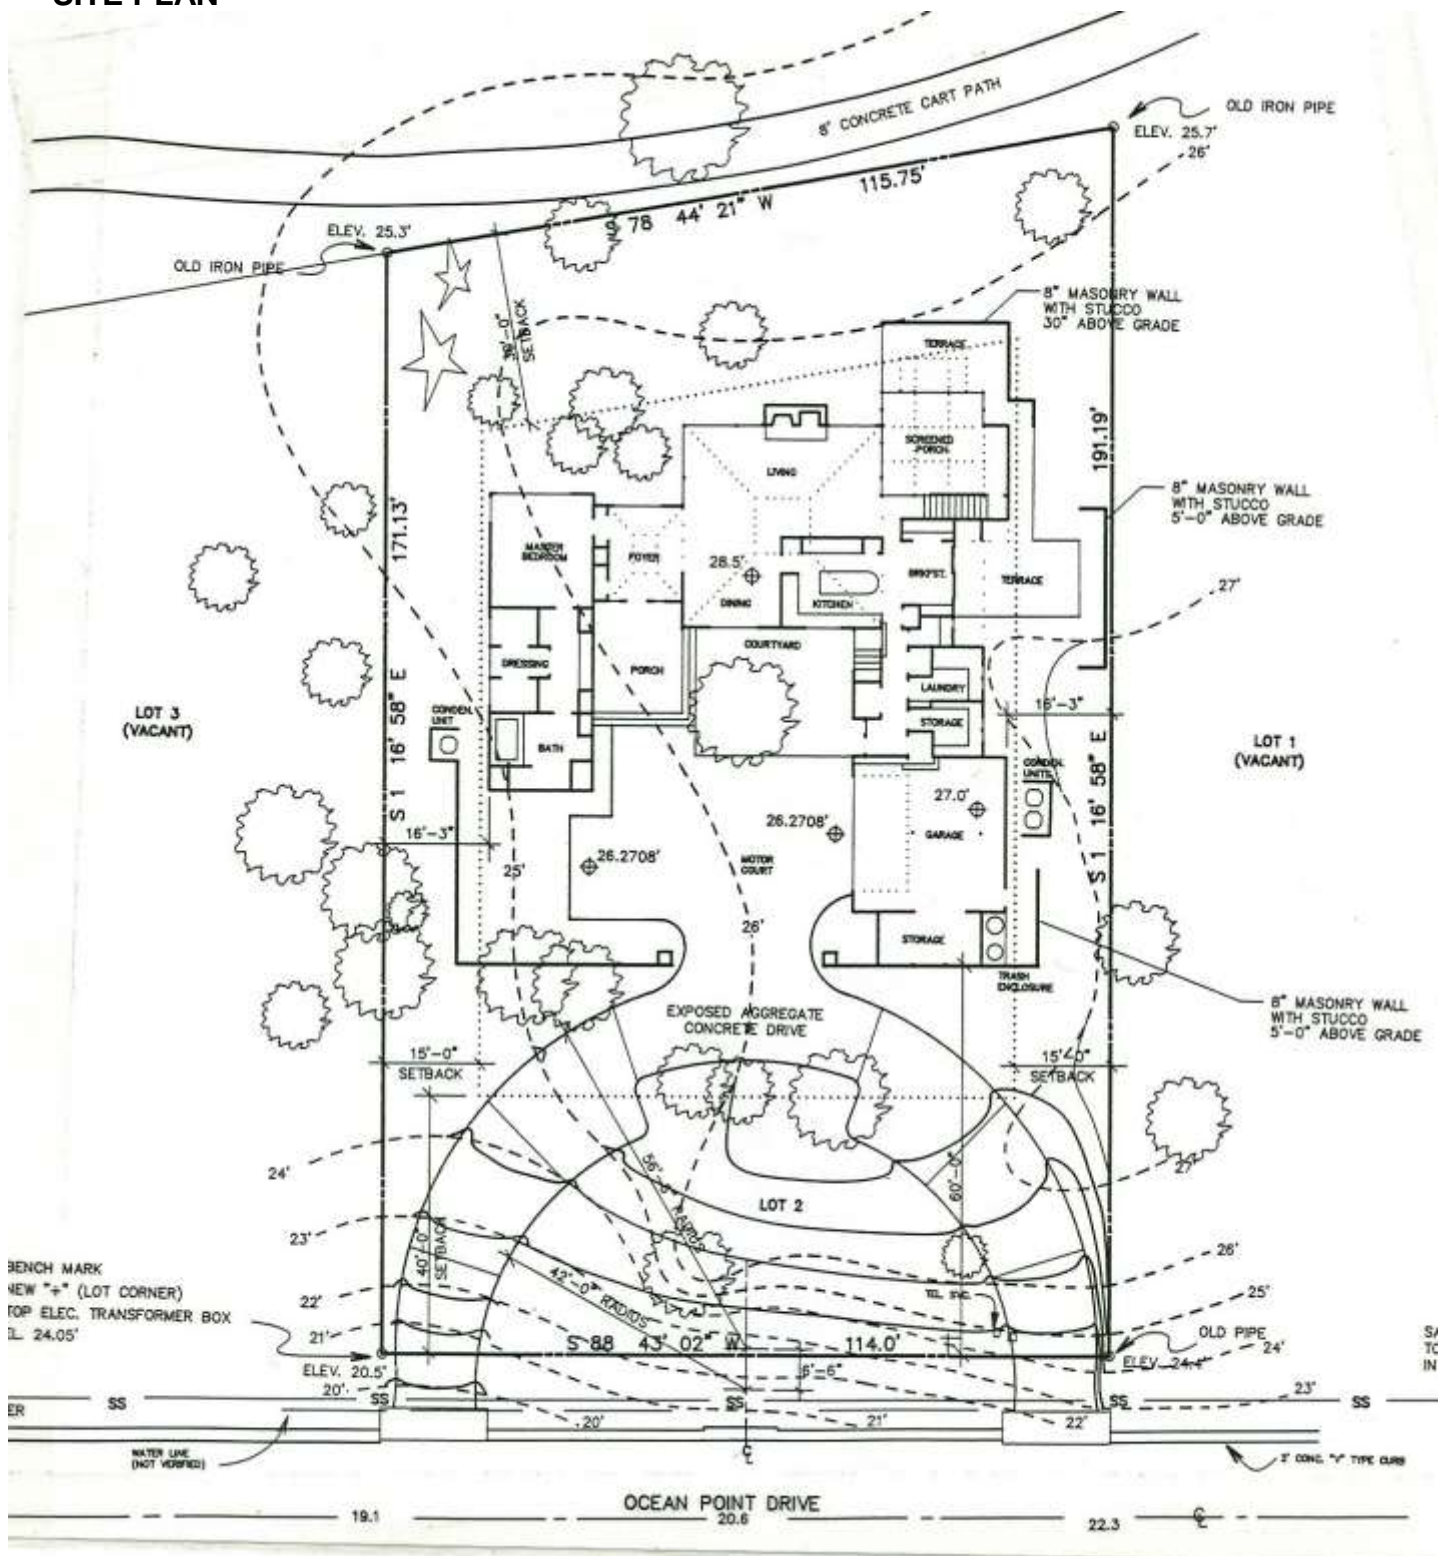 SITE PLAN
8' CONCRETE CART PATH
OLD IRON PIPE
ELEV. 25.7'
26'
115.75'
S 78 44' 21" W
ELEV. 25.3'
OLD IRON PIPE
SETBACK
8" MASONRY WALL
WITH STUCCO
30" ABOVE GRADE
TERRACE
191.19'
SCREENED
PORCH
LIVING
8" MASONRY WALL
WITH STUCCO
5'-0" ABOVE GRADE
171.13'
MASTER
BEDROOM
FOYER
28.5'
BRKFST.
TERRACE
27'
DINING
KITCHEN
COURTYARD
DRESSING
PORCH
LAUNDRY
LOT 3
(VACANT)
S 1 16' 58" E
CONDEN.
UNIT
STORAGE
16'-3"
BATH
LOT 1
(VACANT)
CONDEN.
UNITS
S 1 16' 58" E
27.0'
16'-3"
26.2708'
GARAGE
26.2708'
MOTOR
COURT
25'
26'
STORAGE
TRASH
ENCLOSURE
EXPOSED AGGREGATE
CONCRETE DRIVE
8" MASONRY WALL
WITH STUCCO
5'-0" ABOVE GRADE
15'-0"
SETBACK
15'-0"
SETBACK
24'
56'-0" RADIUS
60'-0"
27'
LOT 2
23'
40'-0"
SETBACK
26'
BENCH MARK
NEW "+" (LOT CORNER)
TOP ELEC. TRANSFORMER BOX
EL. 24.05'
42'-0" RADIUS
TEL. SVC.
25'
22'
21'
S 88 43' 02" W
114.0'
OLD PIPE
24'
ELEV. 20.5'
6'-6"
ELEV. 24.4'
20'
23'
SS
SS
SS
SS
SS
20'
21'
22'
WATER LINE
(NOT VERIFIED)
2' CONC. "V" TYPE CURB
OCEAN POINT DRIVE
19.1
20.6
22.3